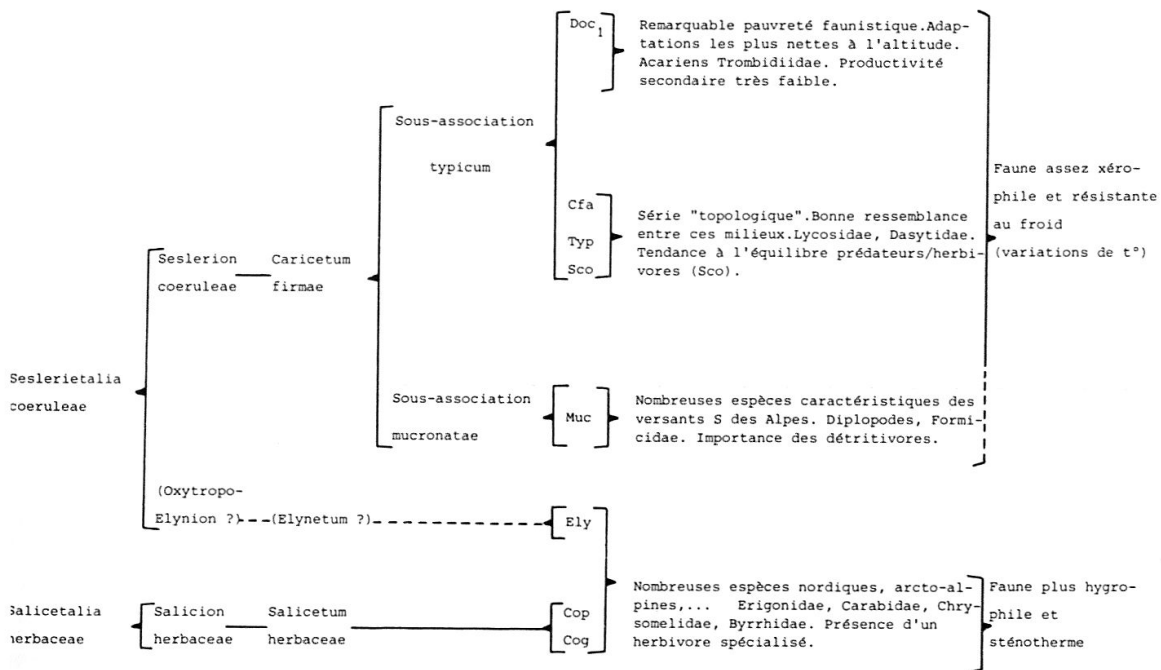 Doc1
Remarquable pauvreté faunistique.Adap-
tations les plus nettes à l'altitude.
Acariens Trombidiidae. Productivité
secondaire très faible.
Sous-association
typicum
Cfa
Typ
Sco
Série "topologique".Bonne ressemblance
entre ces milieux.Lycosidae, Dasytidae.
Tendance à l'équilibre prédateurs/herbi-
vores (Sco).
Faune assez xéro-
phile et résistante
au froid
(variations de t°)
Seslerion
coeruleae
Caricetum
firmae
Seslerietalia
coeruleae
Sous-association
mucronatae
Muc
Nombreuses espèces caractéristiques des
versants S des Alpes. Diplopodes, Formi-
cidae. Importance des détritivores.
(Oxytropo-
Elynion ?)
(Elynetum ?)
Ely
Salicetalia
herbaceae
Salicion
herbaceae
Salicetum
herbaceae
Cop
Coq
Nombreuses espèces nordiques, arcto-al-
pines,... Erigonidae, Carabidae, Chry-
somelidae, Byrrhidae. Présence d'un
herbivore spécialisé.
Faune plus hygro-
phile et
sténotherme